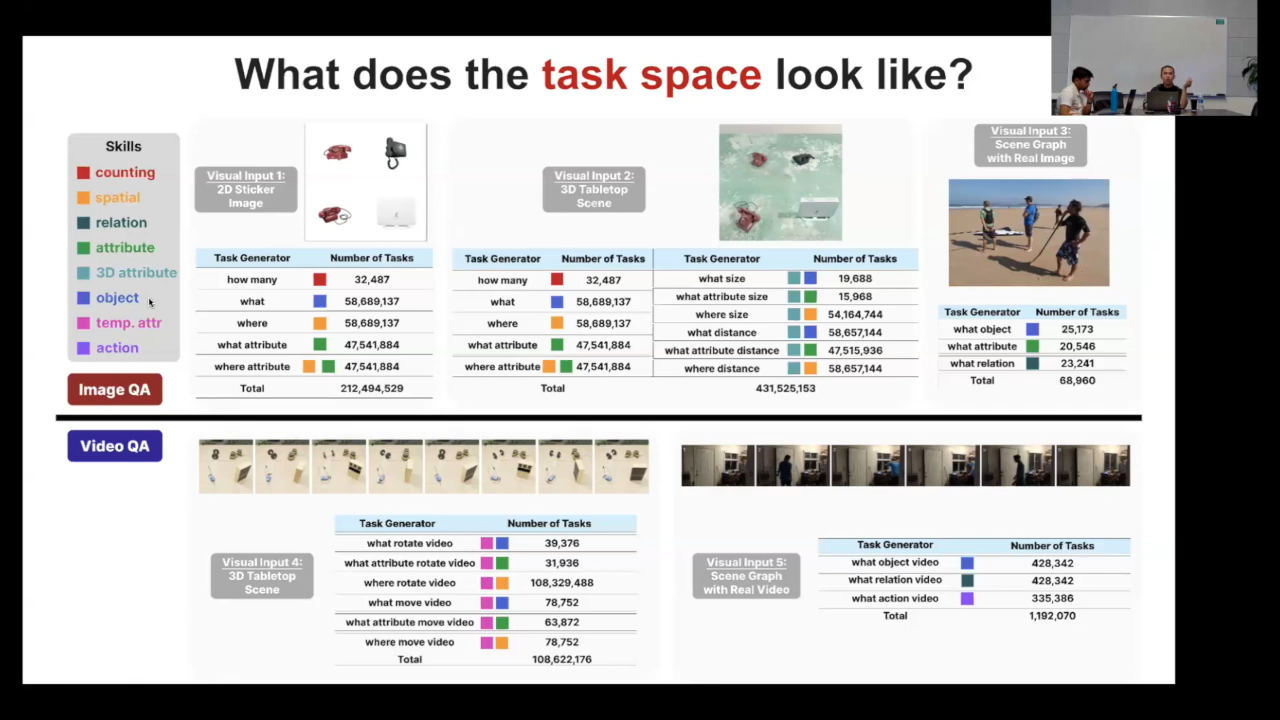 What does the task space look like?
Skills
counting
spatial
relation
attribute
3D attribute
object
temp. attr
action
Image QA
Visual Input 1:
2D Sticker
Image
Task Generator Number of Tasks
how many 32,487
what 58,689,137
where 58,689,137
what attribute 47,541,884
where attribute 47,541,884
Total 212,494,529
Visual Input 2:
3D Tabletop
Scene
Task Generator Number of Tasks
how many 32,487
what 58,689,137
where 58,689,137
what attribute 47,541,884
where attribute 47,541,884
Task Generator Number of Tasks
what size 19,688
what attribute size 15,968
where size 54,164,744
what distance 58,657,144
what attribute distance 47,515,936
where distance 58,657,144
Total 431,525,153
Visual Input 3:
Scene Graph
with Real Image
Task Generator Number of Tasks
what object 25,173
what attribute 20,546
what relation 23,241
Total 68,960
Video QA
Visual Input 4:
3D Tabletop
Scene
Task Generator Number of Tasks
what rotate video 39,376
what attribute rotate video 31,936
where rotate video 108,329,488
what move video 78,752
what attribute move video 63,872
where move video 78,752
Total 108,622,176
Visual Input 5:
Scene Graph
with Real Video
Task Generator Number of Tasks
what object video 428,342
what relation video 428,342
what action video 335,386
Total 1,192,070